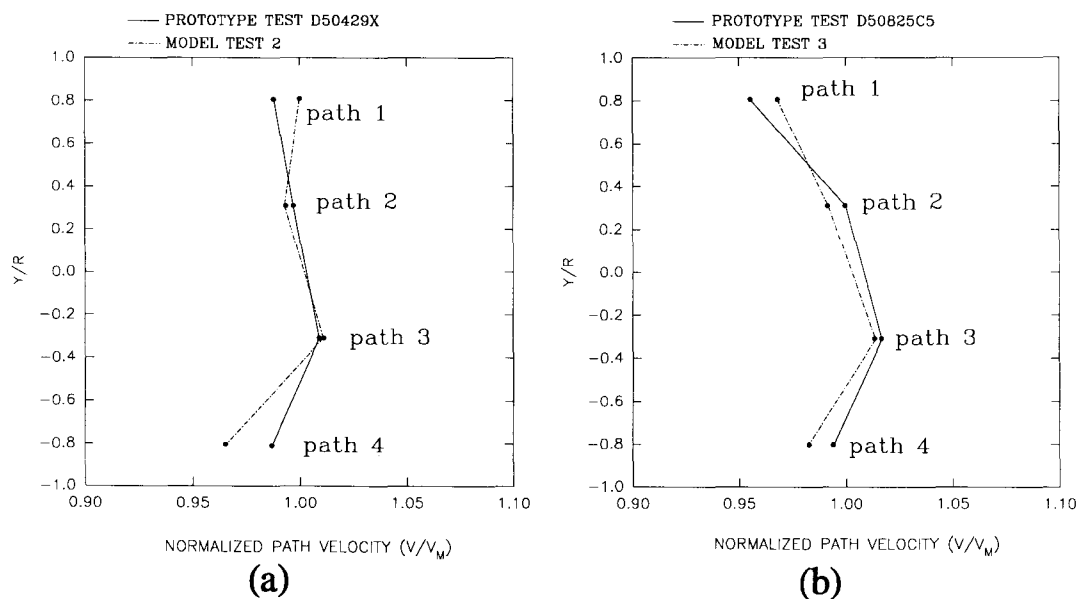 PROTOTYPE TEST D50429X
MODEL TEST 2
1.0
0.8
0.6
0.4
0.2
0.0
−0.2
−0.4
−0.6
−0.8
−1.0
Y/R
path 1
path 2
path 3
path 4
0.90
0.95
1.00
1.05
1.10
NORMALIZED PATH VELOCITY (V/V_M)
(a)
PROTOTYPE TEST D50825C5
MODEL TEST 3
1.0
0.8
0.6
0.4
0.2
0.0
−0.2
−0.4
−0.6
−0.8
−1.0
Y/R
path 1
path 2
path 3
path 4
0.90
0.95
1.00
1.05
1.10
NORMALIZED PATH VELOCITY (V/V_M)
(b)